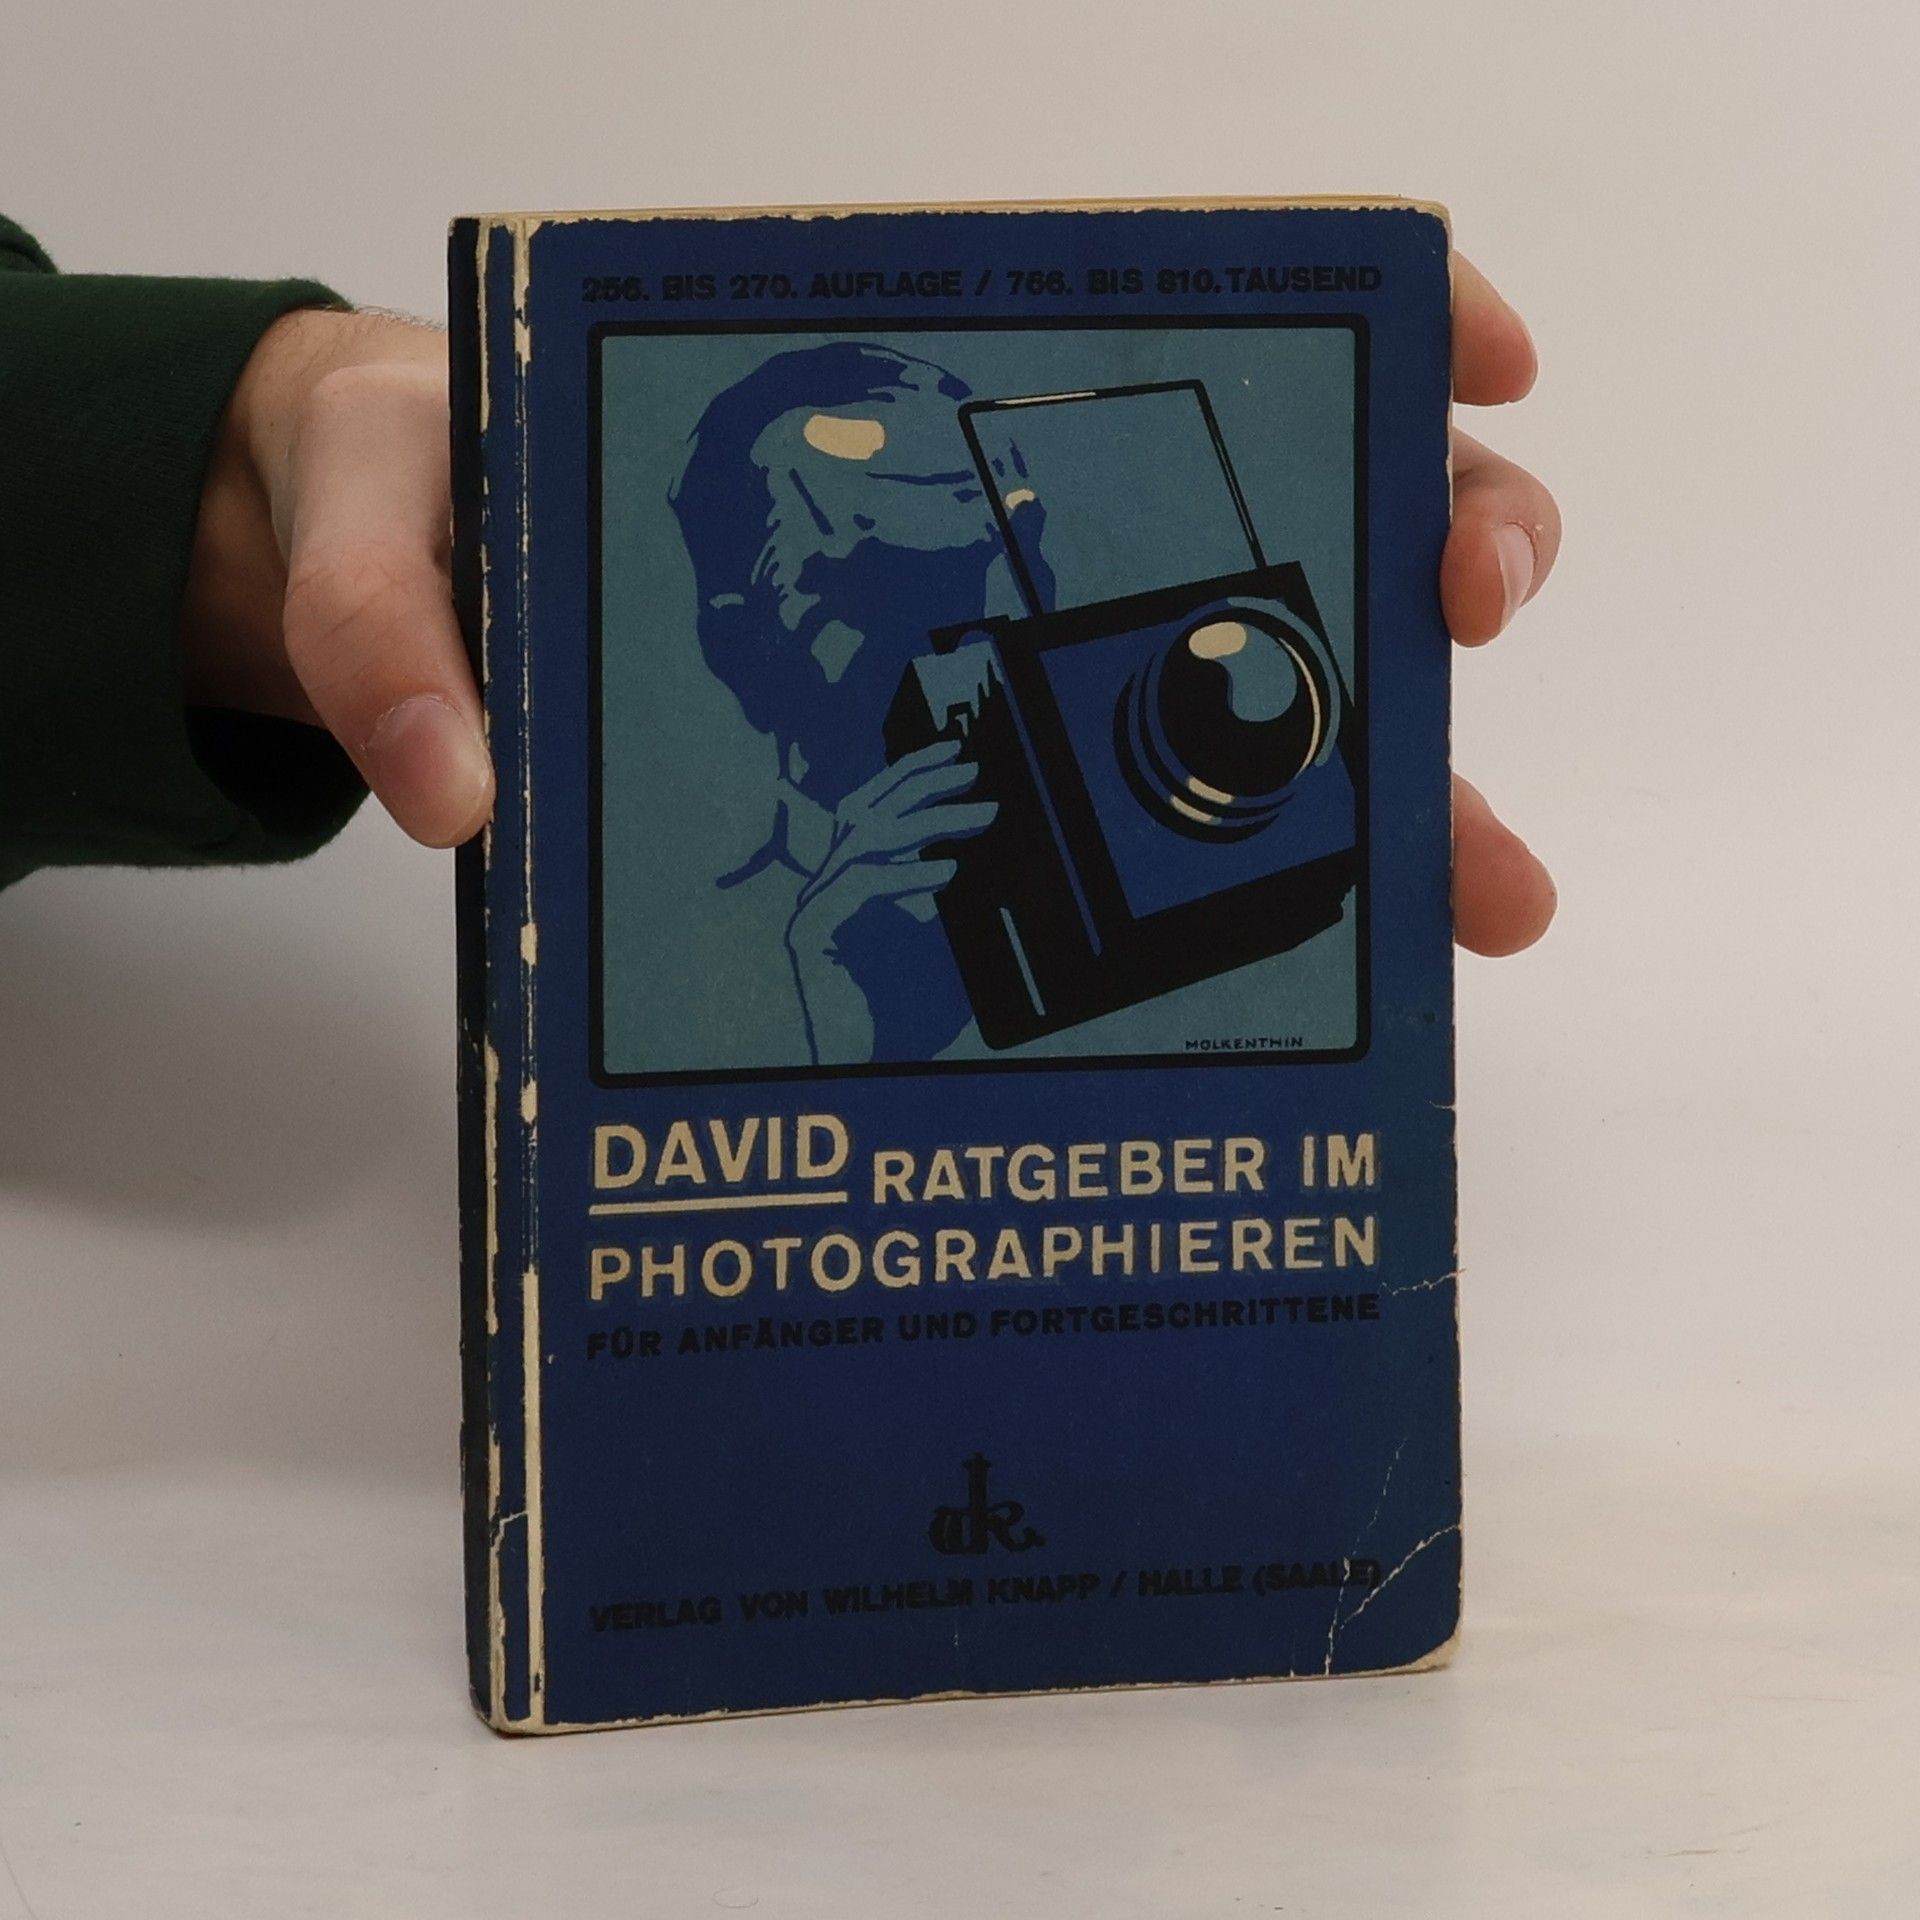 256. BIS 270. AUFLAGE / 766. BIS 810. TAUSEND
MOLKENTHIN
DAVID RATGEBER IM
PHOTOGRAPHIEREN
FÜR ANFÄNGER UND FORTGESCHRITTENE
wk.
VERLAG VON WILHELM KNAPP / HALLE (SAALE)